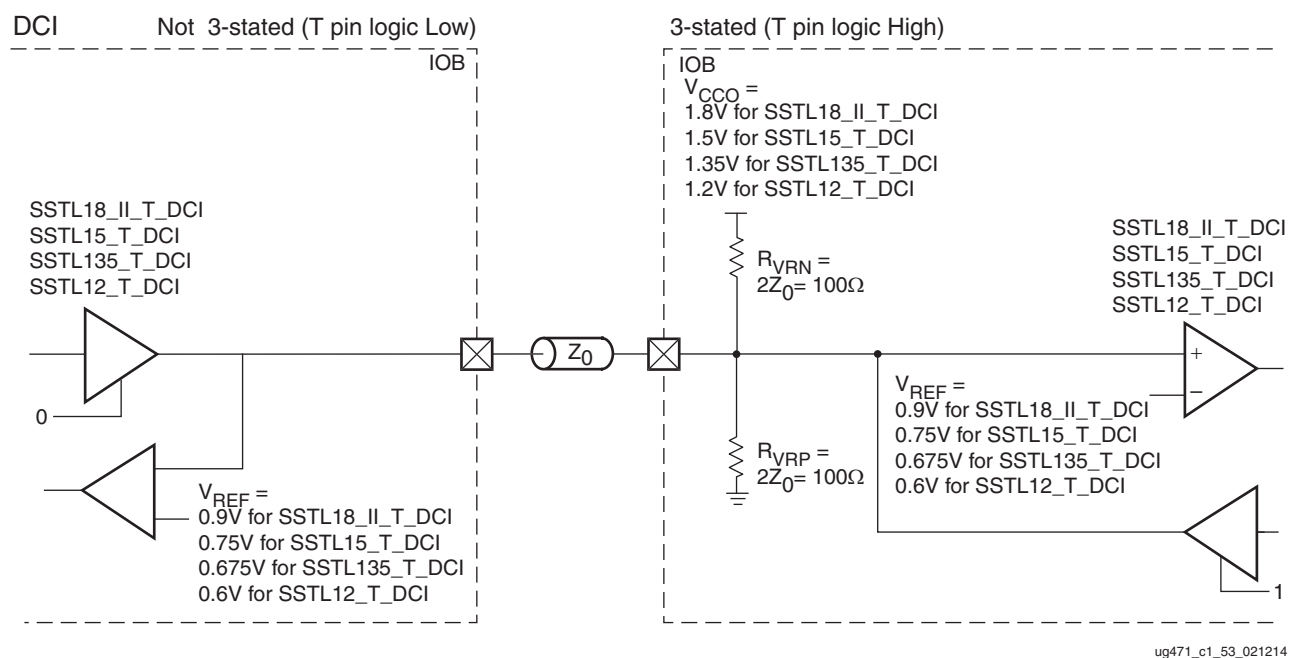 DCI
Not 3-stated (T pin logic Low)
IOB
SSTL18_II_T_DCI
SSTL15_T_DCI
SSTL135_T_DCI
SSTL12_T_DCI
0
VREF =
0.9V for SSTL18_II_T_DCI
0.75V for SSTL15_T_DCI
0.675V for SSTL135_T_DCI
0.6V for SSTL12_T_DCI
Z0
3-stated (T pin logic High)
IOB
VCCO =
1.8V for SSTL18_II_T_DCI
1.5V for SSTL15_T_DCI
1.35V for SSTL135_T_DCI
1.2V for SSTL12_T_DCI
RVRN =
2Z0= 100Ω
RVRP =
2Z0= 100Ω
SSTL18_II_T_DCI
SSTL15_T_DCI
SSTL135_T_DCI
SSTL12_T_DCI
+
–
VREF =
0.9V for SSTL18_II_T_DCI
0.75V for SSTL15_T_DCI
0.675V for SSTL135_T_DCI
0.6V for SSTL12_T_DCI
1
ug471_c1_53_021214